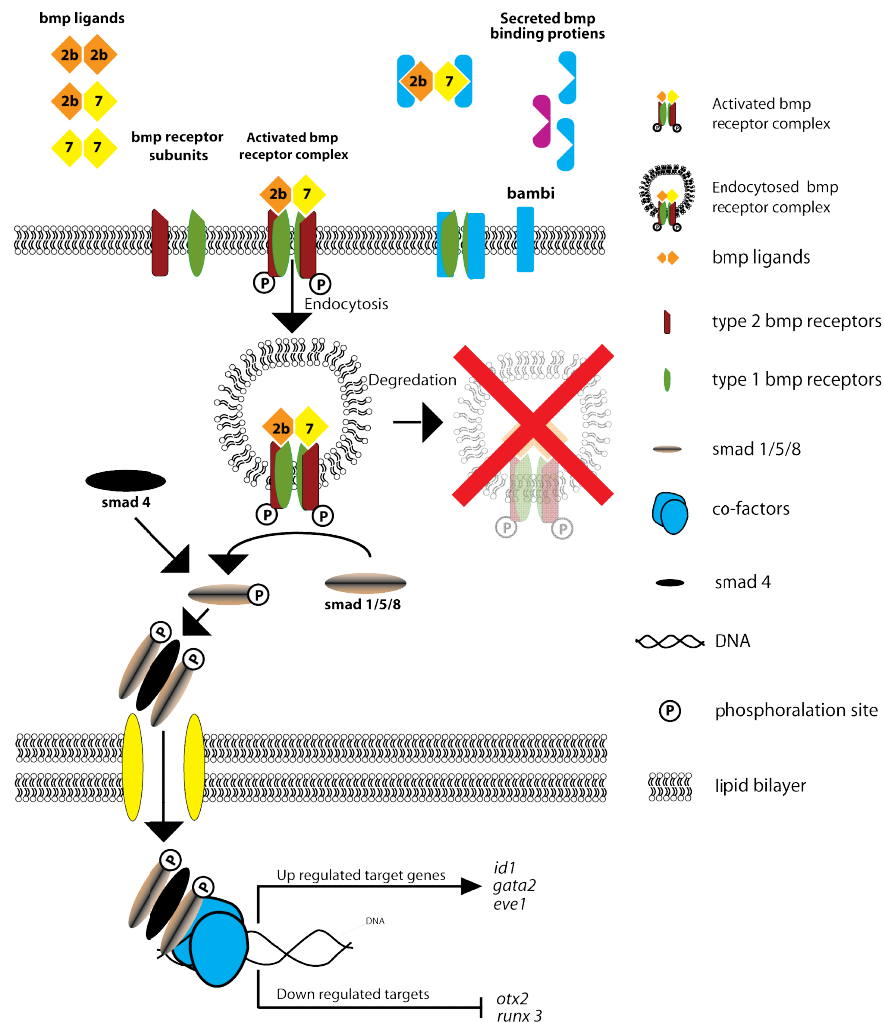 bmp ligands
2b 2b
2b 7
7 7
bmp receptor
subunits
Activated bmp
receptor complex
2b 7
P P
Secreted bmp
binding protiens
2b 7
bambi
Endocytosis
Degredation
2b 7
P P
P P
smad 4
P
smad 1/5/8
P
P
P
P
Up regulated target genes
id1
gata2
eve1
DNA
Down regulated targets
otx2
runx 3
P P
Activated bmp
receptor complex
P P
Endocytosed bmp
receptor complex
bmp ligands
type 2 bmp receptors
type 1 bmp receptors
smad 1/5/8
co-factors
smad 4
DNA
P
phosphoralation site
lipid bilayer